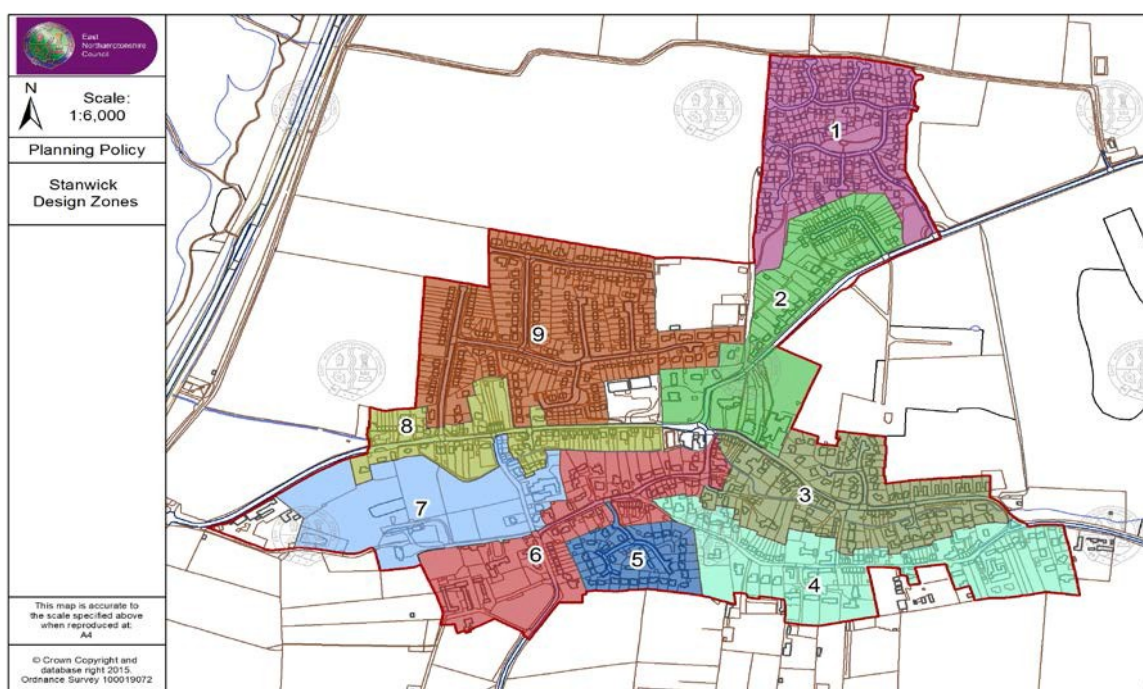 East
Northamptonshire
Council
N
Scale:
1:6,000
Planning Policy
Stanwick
Design Zones
This map is accurate to
the scale specified above
when reproduced at:
A4
© Crown Copyright and
database right 2015.
Ordnance Survey 100019072
1
2
9
8
3
7
6
5
4